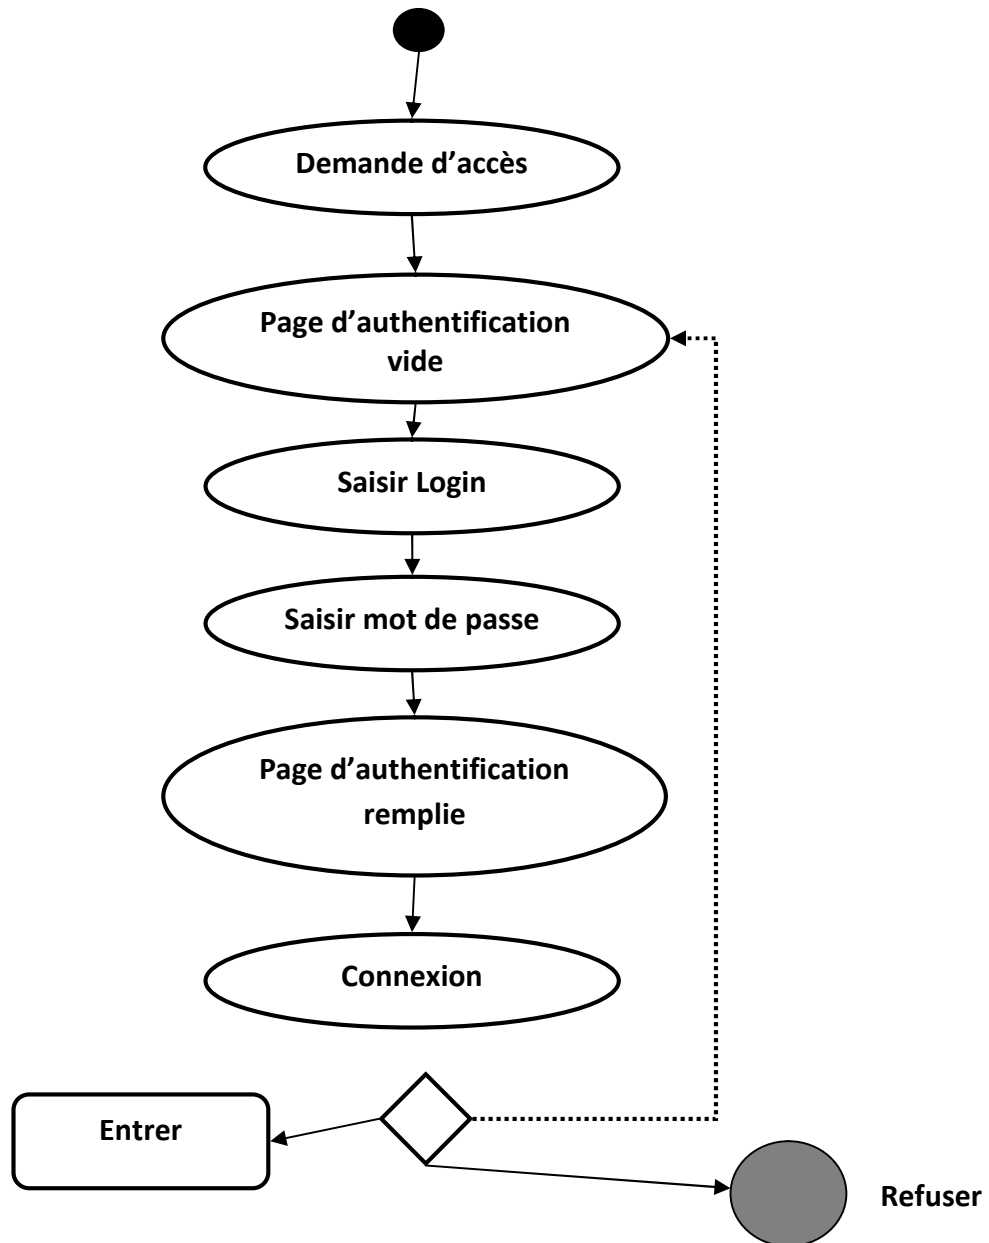 Demande d’accès
Page d’authentification
vide
Saisir Login
Saisir mot de passe
Page d’authentification
remplie
Connexion
Entrer
Refuser